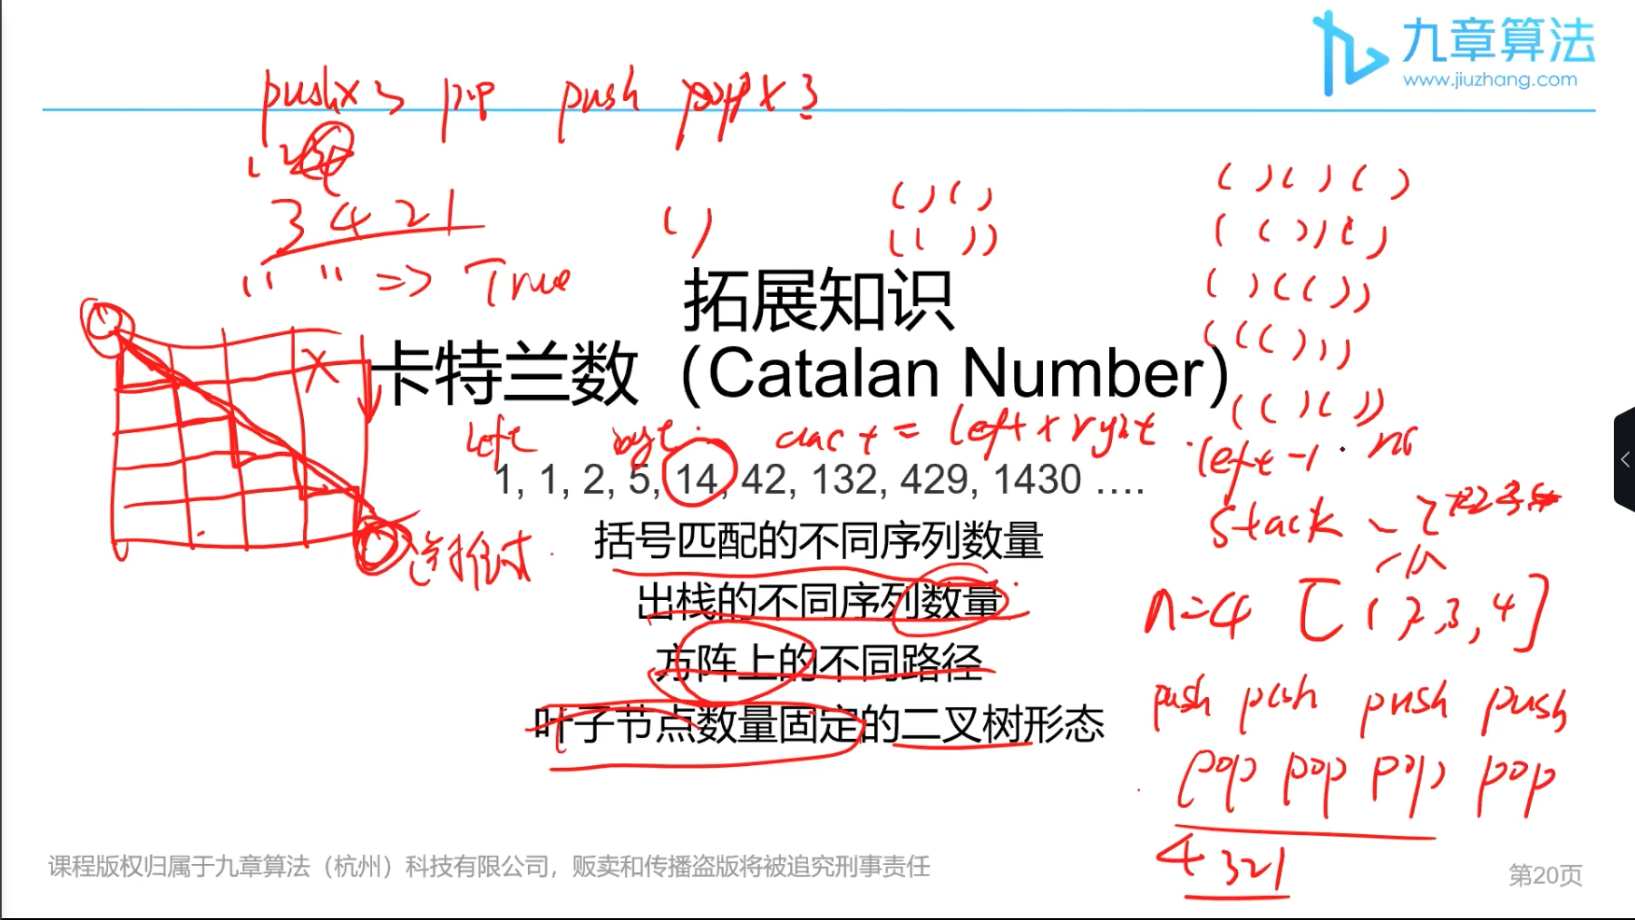 九章算法
www.jiuzhang.com
pushx3 pop push pop x 3
3 4 2 1
( )
( ) ( )
( ( ) )
( ) ( ) ( )
( ( ) ) ( )
( ) ( ( ) )
( ( ( ) ) )
( ( ) ( ) )
" " => True
拓展知识
卡特兰数（Catalan Number）
left right = left x right
left - 1
1, 1, 2, 5, 14, 42, 132, 429, 1430 ....
stack
括号匹配的不同序列数量
出栈的不同序列数量
n=4 [1 2,3,4]
方阵上的不同路径
push push push push
叶子节点数量固定的二叉树形态
pop pop pop pop
4 3 2 1
课程版权归属于九章算法（杭州）科技有限公司，贩卖和传播盗版将被追究刑事责任
第20页